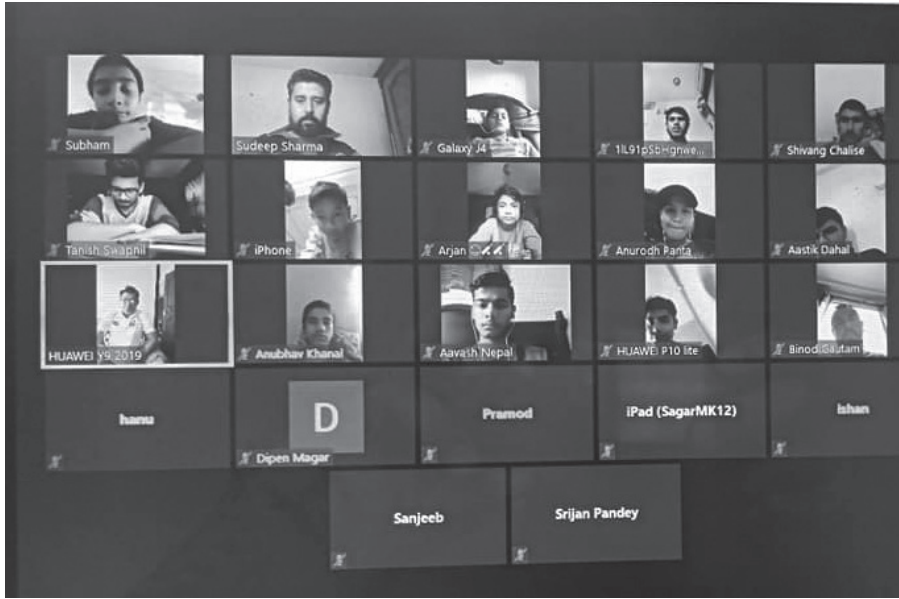 Subham
Sudeep Sharma
Galaxy J4
1lL91pSbHgnwe...
Shivang Chalise
Tanish Swapnil
iPhone
Arjan
Anurodh Panta
Aastik Dahal
HUAWEI Y9 2019
Anubhav Khanal
Aavash Nepal
HUAWEI P10 lite
Binod Gautam
hanu
D
Dipen Magar
Pramod
iPad (SagarMK12)
ishan
Sanjeeb
Srijan Pandey